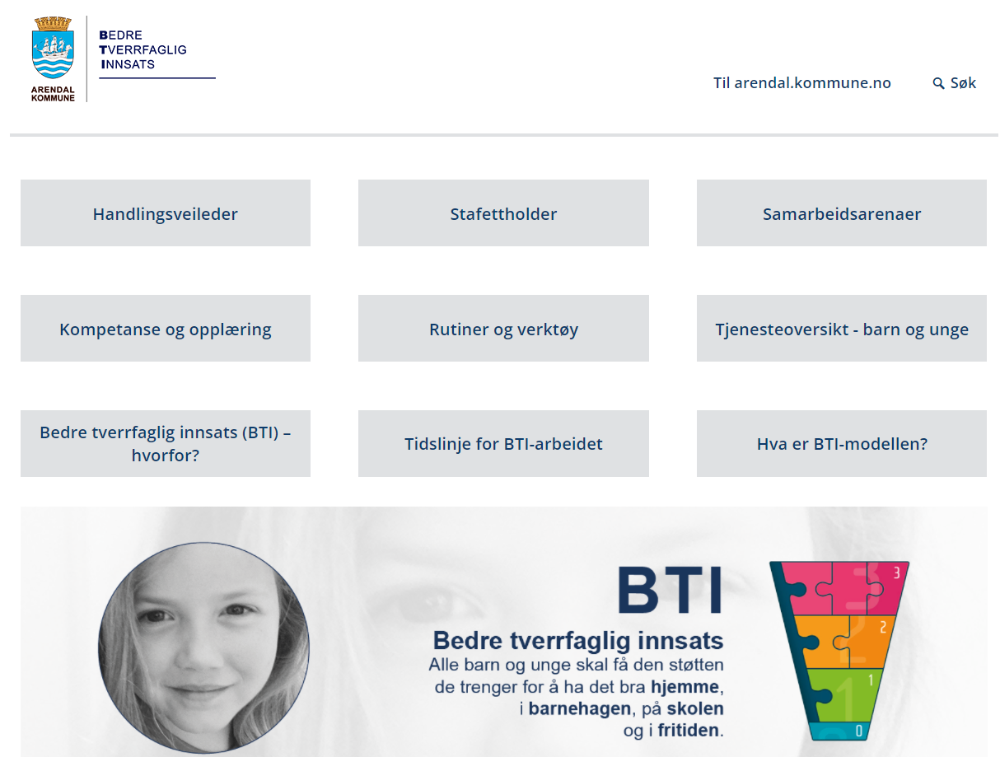 BEDRE
TVERRFAGLIG
INNSATS
ARENDAL
KOMMUNE
Til arendal.kommune.no
Søk
Handlingsveileder
Stafettholder
Samarbeidsarenaer
Kompetanse og opplæring
Rutiner og verktøy
Tjenesteoversikt - barn og unge
Bedre tverrfaglig innsats (BTI) –
hvorfor?
Tidslinje for BTI-arbeidet
Hva er BTI-modellen?
BTI
Bedre tverrfaglig innsats
Alle barn og unge skal få den støtten
de trenger for å ha det bra hjemme,
i barnehagen, på skolen
og i fritiden.
3
2
1
0